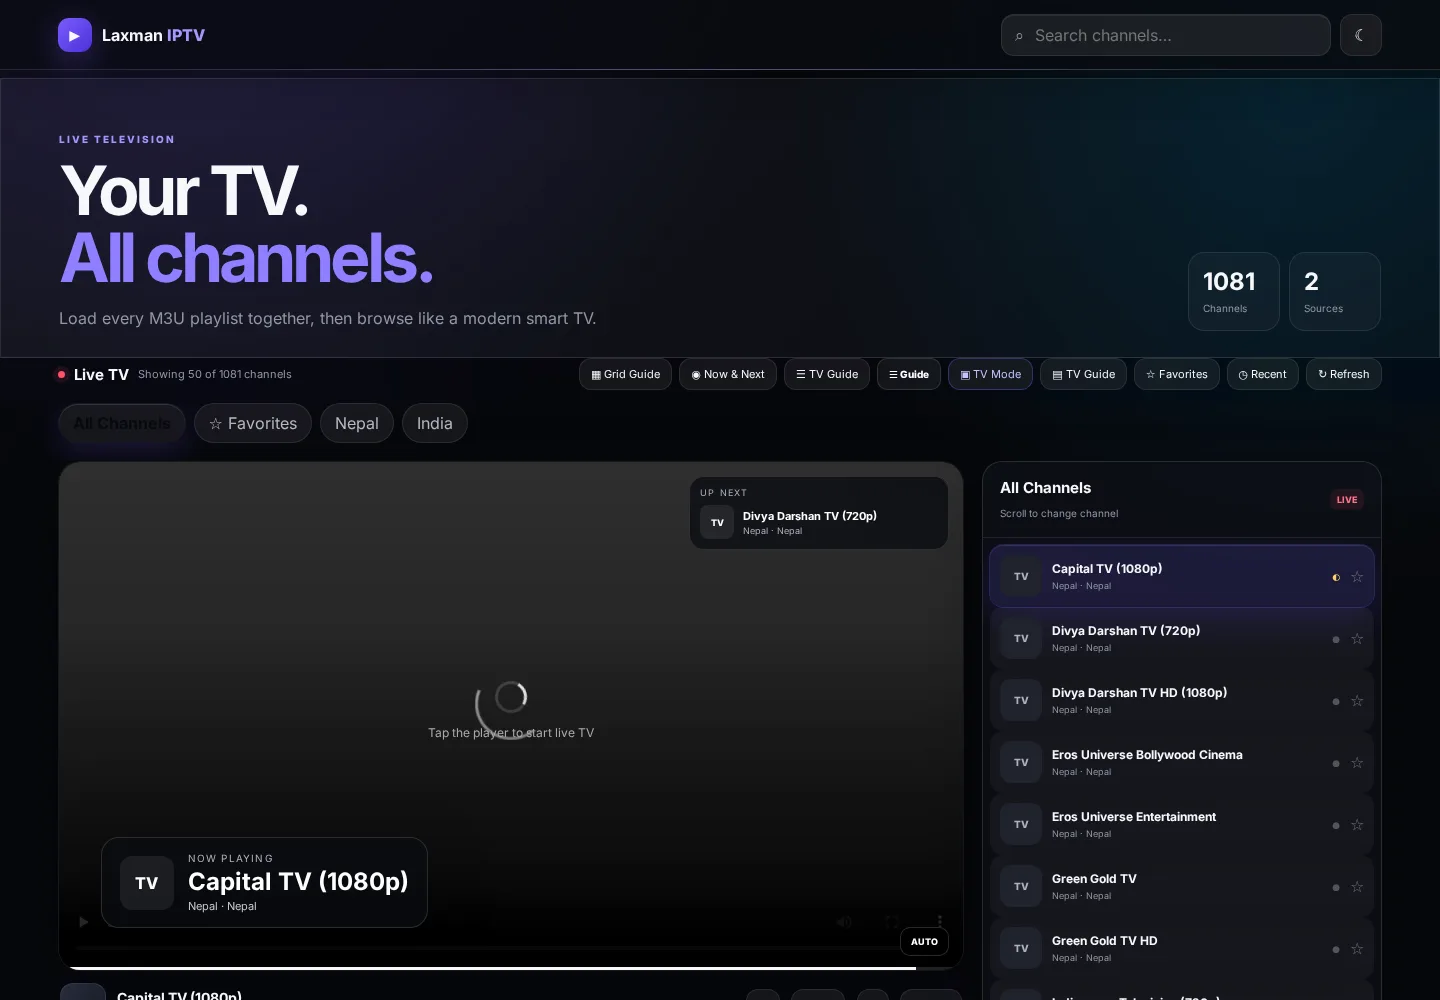 Laxman IPTV
Search channels...
LIVE TELEVISION
Your TV.
All channels.
Load every M3U playlist together, then browse like a modern smart TV.
1081
Channels
2
Sources
Live TV Showing 50 of 1081 channels
Grid Guide
Now & Next
TV Guide
Guide
TV Mode
TV Guide
Favorites
Recent
Refresh
All Channels
Favorites
Nepal
India
UP NEXT
TV
Divya Darshan TV (720p)
Nepal · Nepal
Tap the player to start live TV
NOW PLAYING
TV
Capital TV (1080p)
Nepal · Nepal
AUTO
Capital TV (1080p)
All Channels
Scroll to change channel
LIVE
TV
Capital TV (1080p)
Nepal · Nepal
TV
Divya Darshan TV (720p)
Nepal · Nepal
TV
Divya Darshan TV HD (1080p)
Nepal · Nepal
TV
Eros Universe Bollywood Cinema
Nepal · Nepal
TV
Eros Universe Entertainment
Nepal · Nepal
TV
Green Gold TV
Nepal · Nepal
TV
Green Gold TV HD
Nepal · Nepal